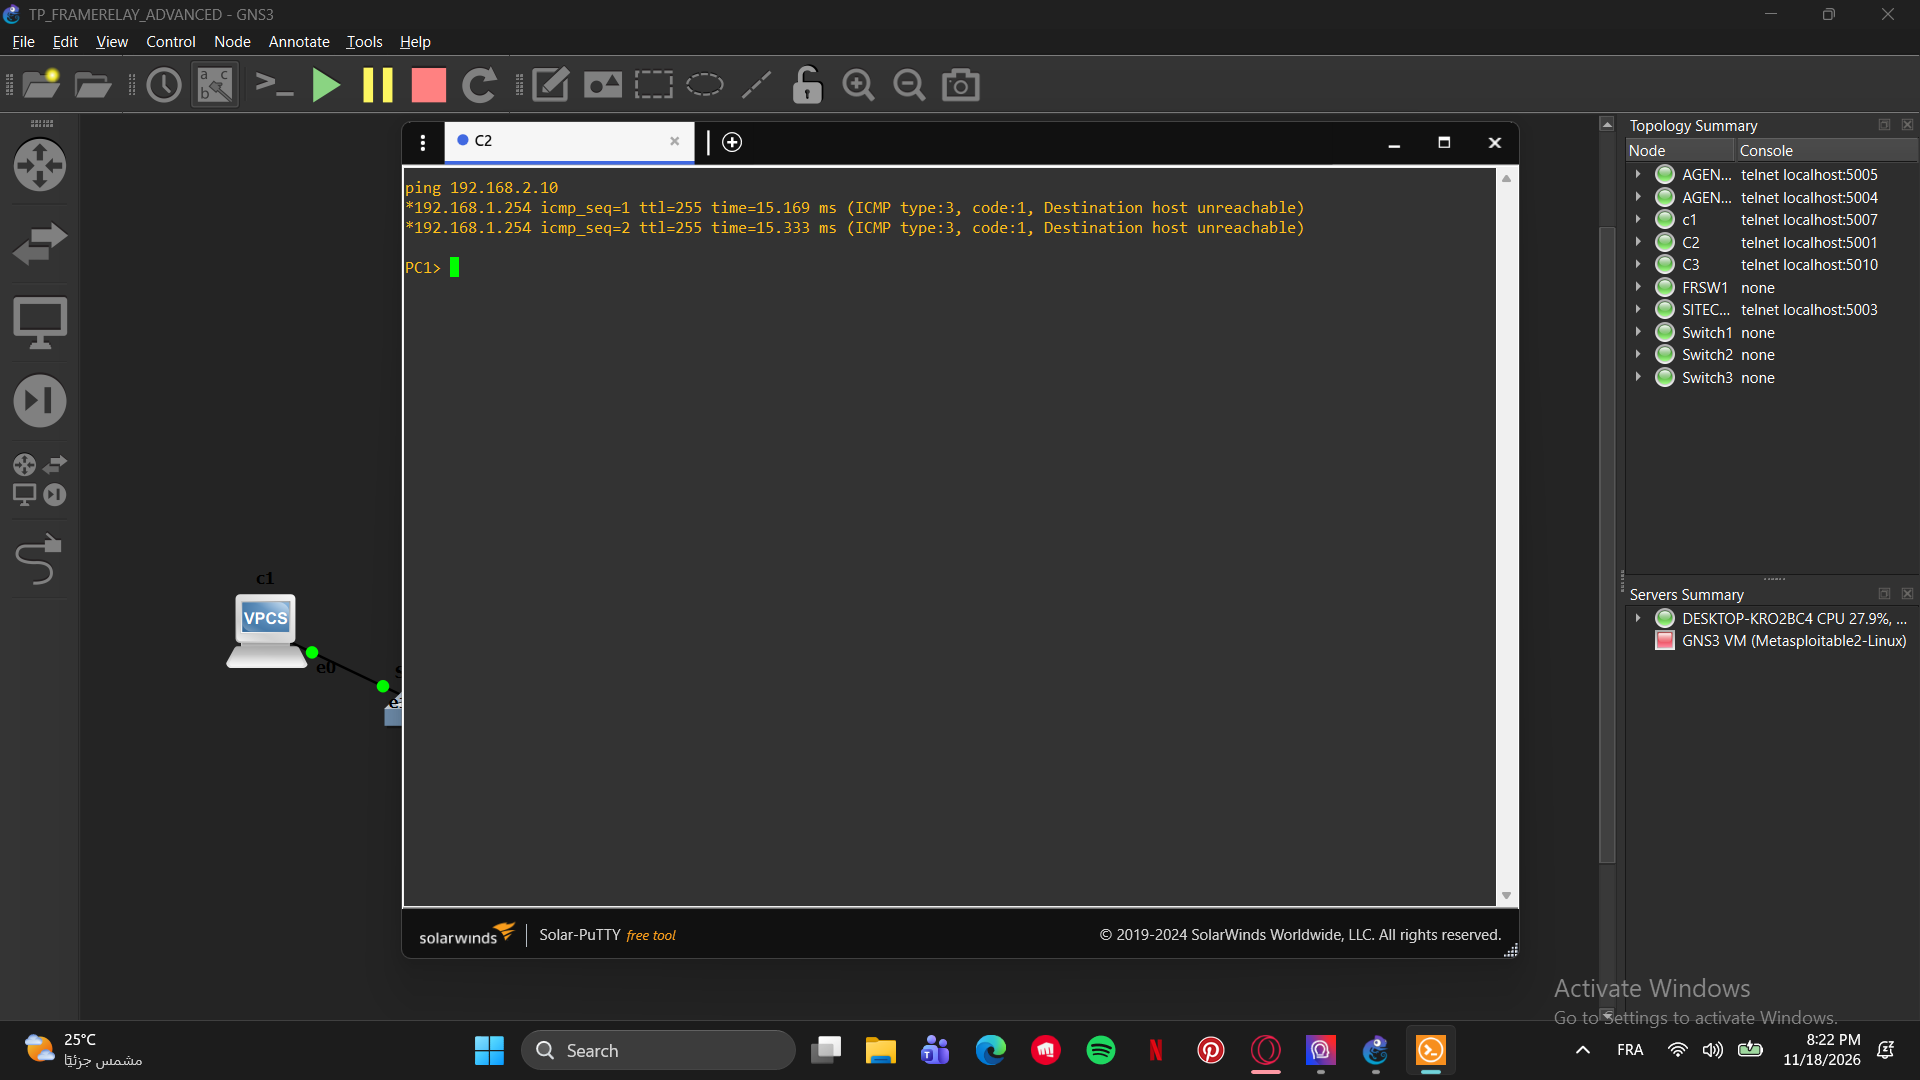 TP_FRAMERELAY_ADVANCED - GNS3
File Edit View Control Node Annotate Tools Help
C2
ping 192.168.2.10
*192.168.1.254 icmp_seq=1 ttl=255 time=15.169 ms (ICMP type:3, code:1, Destination host unreachable)
*192.168.1.254 icmp_seq=2 ttl=255 time=15.333 ms (ICMP type:3, code:1, Destination host unreachable)
PC1>
c1
VPCS
e0
solarwinds
Solar-PuTTY free tool
© 2019-2024 SolarWinds Worldwide, LLC. All rights reserved.
Topology Summary
Node Console
AGEN... telnet localhost:5005
AGEN... telnet localhost:5004
c1 telnet localhost:5007
C2 telnet localhost:5001
C3 telnet localhost:5010
FRSW1 none
SITEC... telnet localhost:5003
Switch1 none
Switch2 none
Switch3 none
Servers Summary
DESKTOP-KRO2BC4 CPU 27.9%, ...
GNS3 VM (Metasploitable2-Linux)
Activate Windows
Go to Settings to activate Windows.
25°C
مشمس جزئيًا
Search
FRA
8:22 PM
11/18/2026